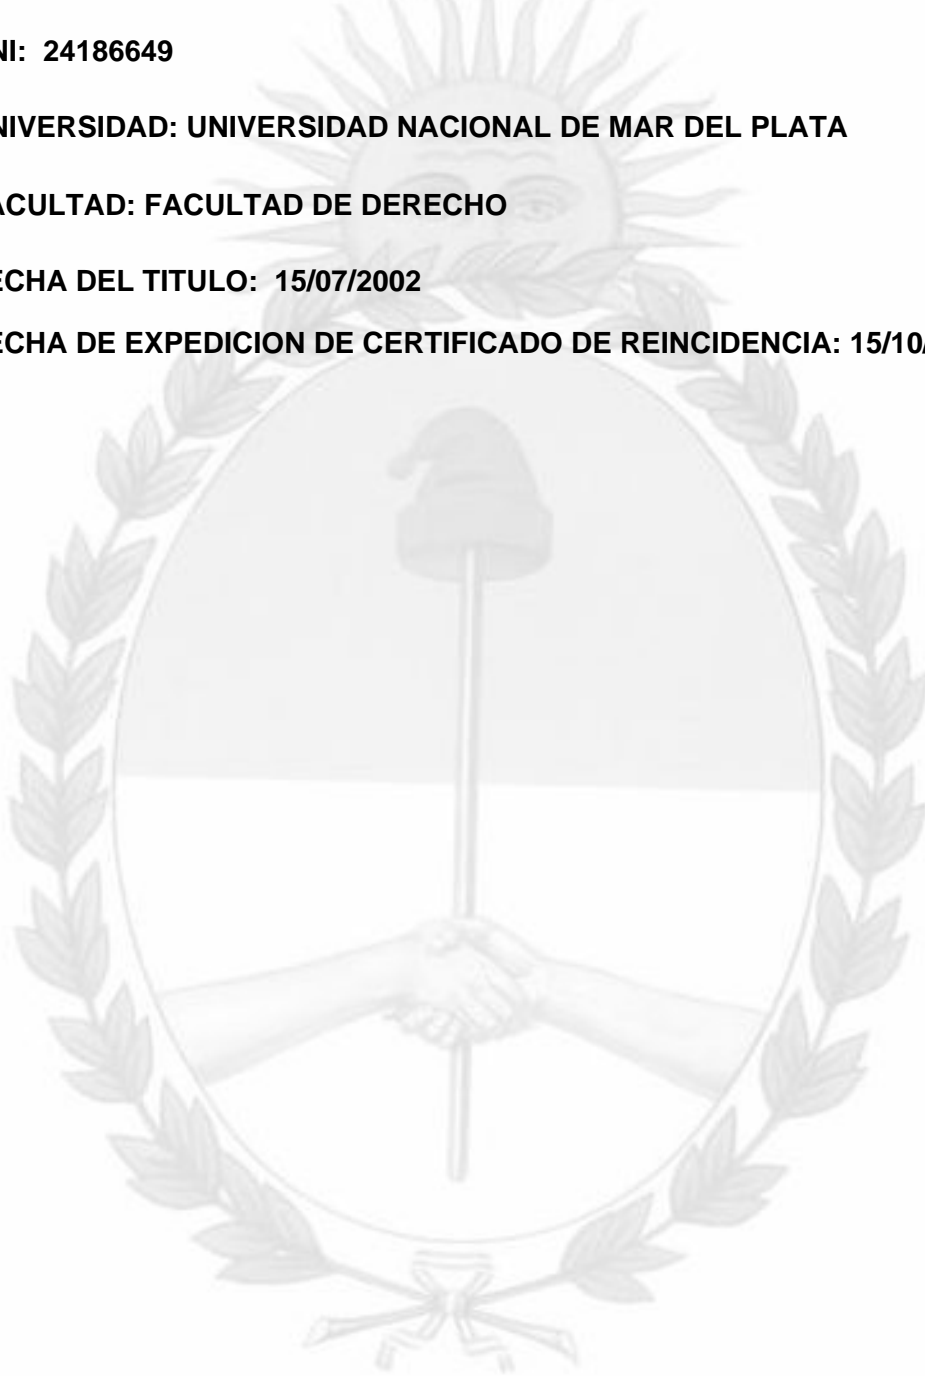 NI: 24186649
NIVERSIDAD: UNIVERSIDAD NACIONAL DE MAR DEL PLATA
ACULTAD: FACULTAD DE DERECHO
ECHA DEL TITULO: 15/07/2002
ECHA DE EXPEDICION DE CERTIFICADO DE REINCIDENCIA: 15/10/